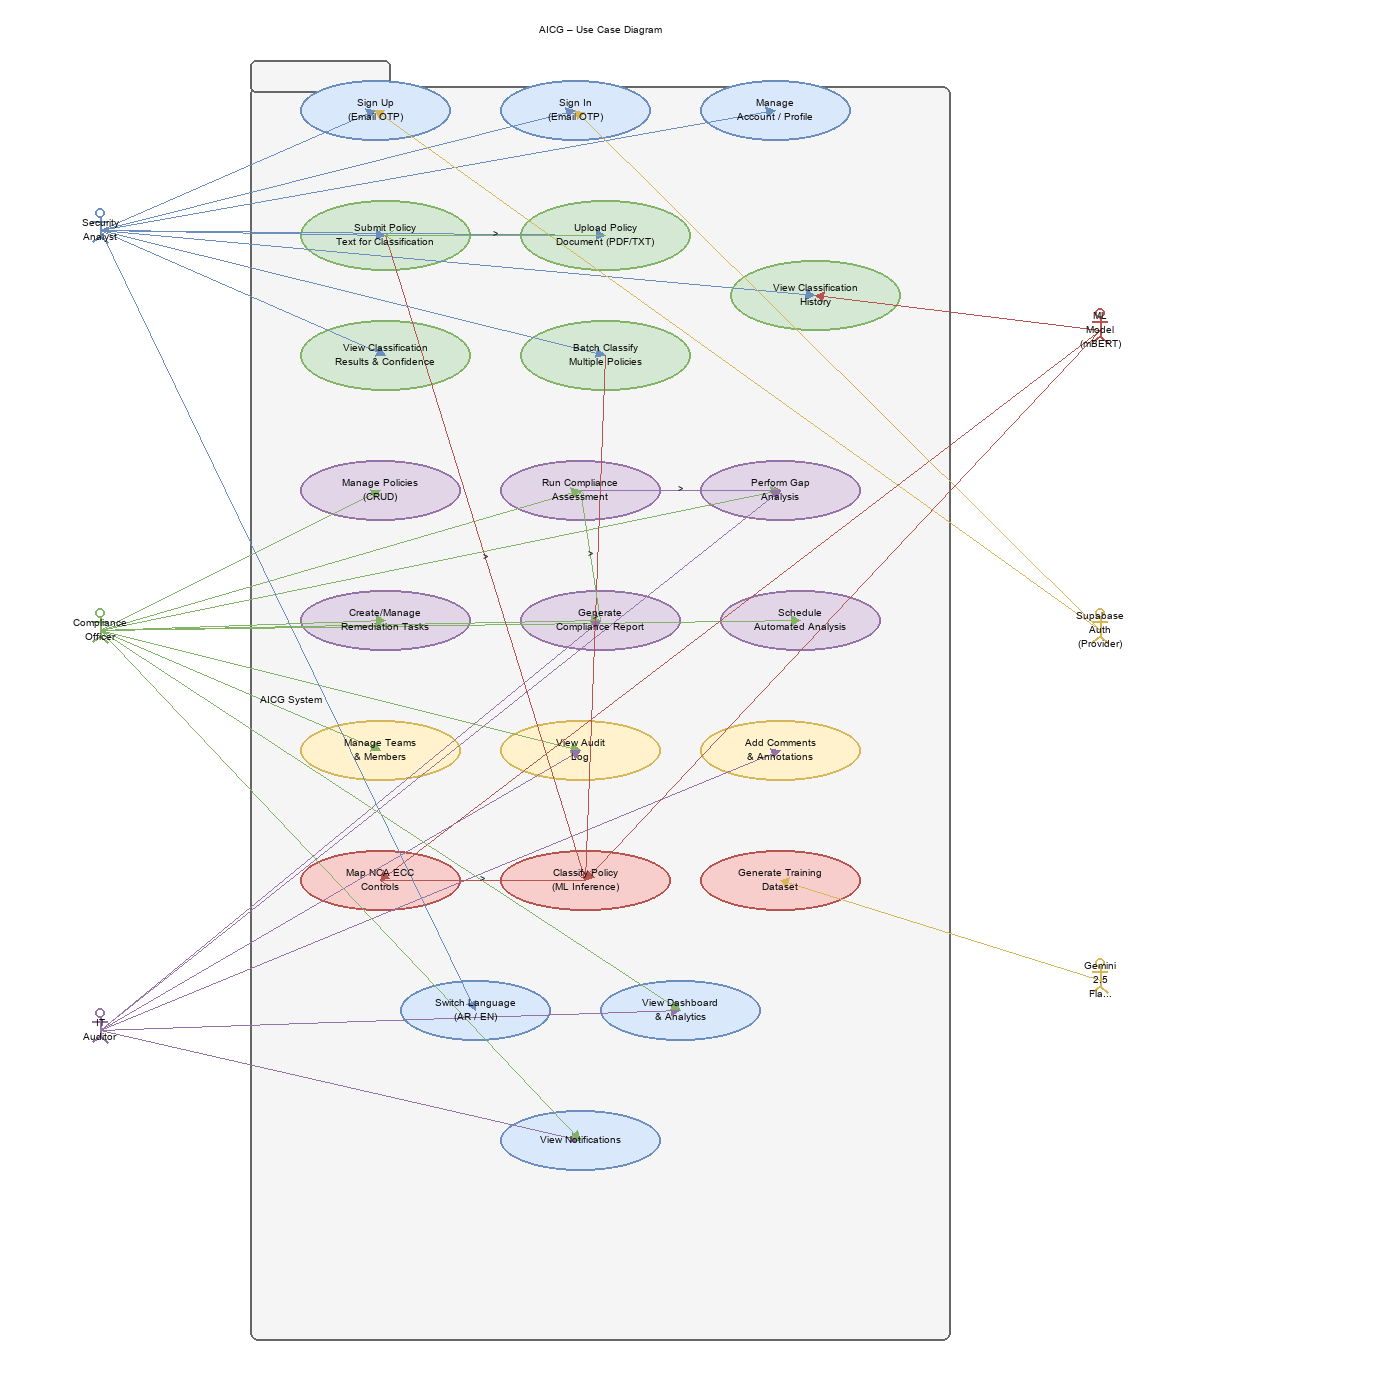 AICG – Use Case Diagram
Sign Up
(Email OTP)
Sign In
(Email OTP)
Manage
Account / Profile
Security
Analyst
Submit Policy
Text for Classification
>
Upload Policy
Document (PDF/TXT)
View Classification
History
ML
Model
(mBERT)
View Classification
Results & Confidence
Batch Classify
Multiple Policies
Manage Policies
(CRUD)
Run Compliance
Assessment
>
Perform Gap
Analysis
>
>
Compliance
Officer
Create/Manage
Remediation Tasks
Generate
Compliance Report
Schedule
Automated Analysis
Supabase
Auth
(Provider)
AICG System
Manage Teams
& Members
View Audit
Log
Add Comments
& Annotations
Map NCA ECC
Controls
>
Classify Policy
(ML Inference)
Generate Training
Dataset
Gemini
2.5
Fla...
IT
Auditor
Switch Language
(AR / EN)
View Dashboard
& Analytics
View Notifications